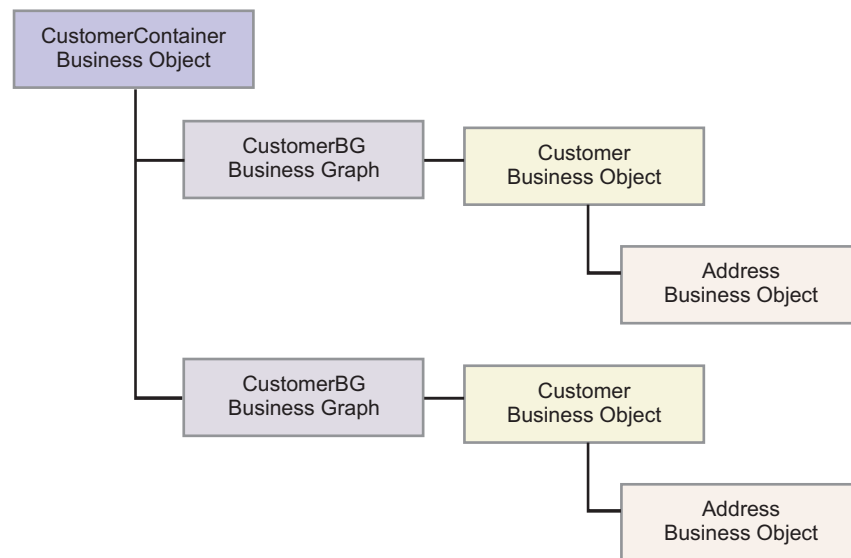 CustomerContainer
Business Object
CustomerBG
Business Graph
Customer
Business Object
Address
Business Object
CustomerBG
Business Graph
Customer
Business Object
Address
Business Object